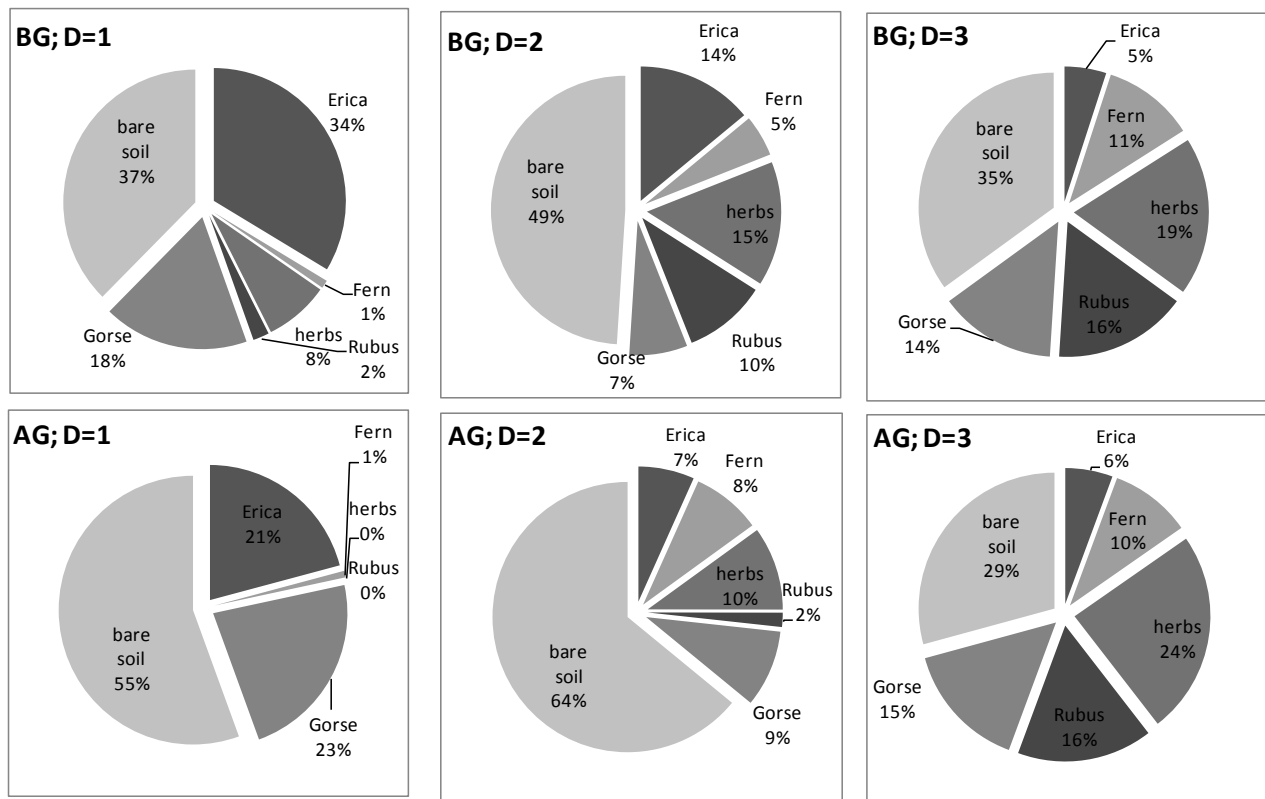 BG; D=1
Erica
34%
Fern
1%
Rubus
2%
herbs
8%
Gorse
18%
bare
soil
37%
BG; D=2
Erica
14%
Fern
5%
herbs
15%
Rubus
10%
Gorse
7%
bare
soil
49%
BG; D=3
Erica
5%
Fern
11%
herbs
19%
Rubus
16%
Gorse
14%
bare
soil
35%
AG; D=1
Erica
21%
Fern
1%
herbs
0%
Rubus
0%
Gorse
23%
bare
soil
55%
AG; D=2
Erica
7%
Fern
8%
herbs
10%
Rubus
2%
Gorse
9%
bare
soil
64%
AG; D=3
Erica
6%
Fern
10%
herbs
24%
Rubus
16%
Gorse
15%
bare
soil
29%